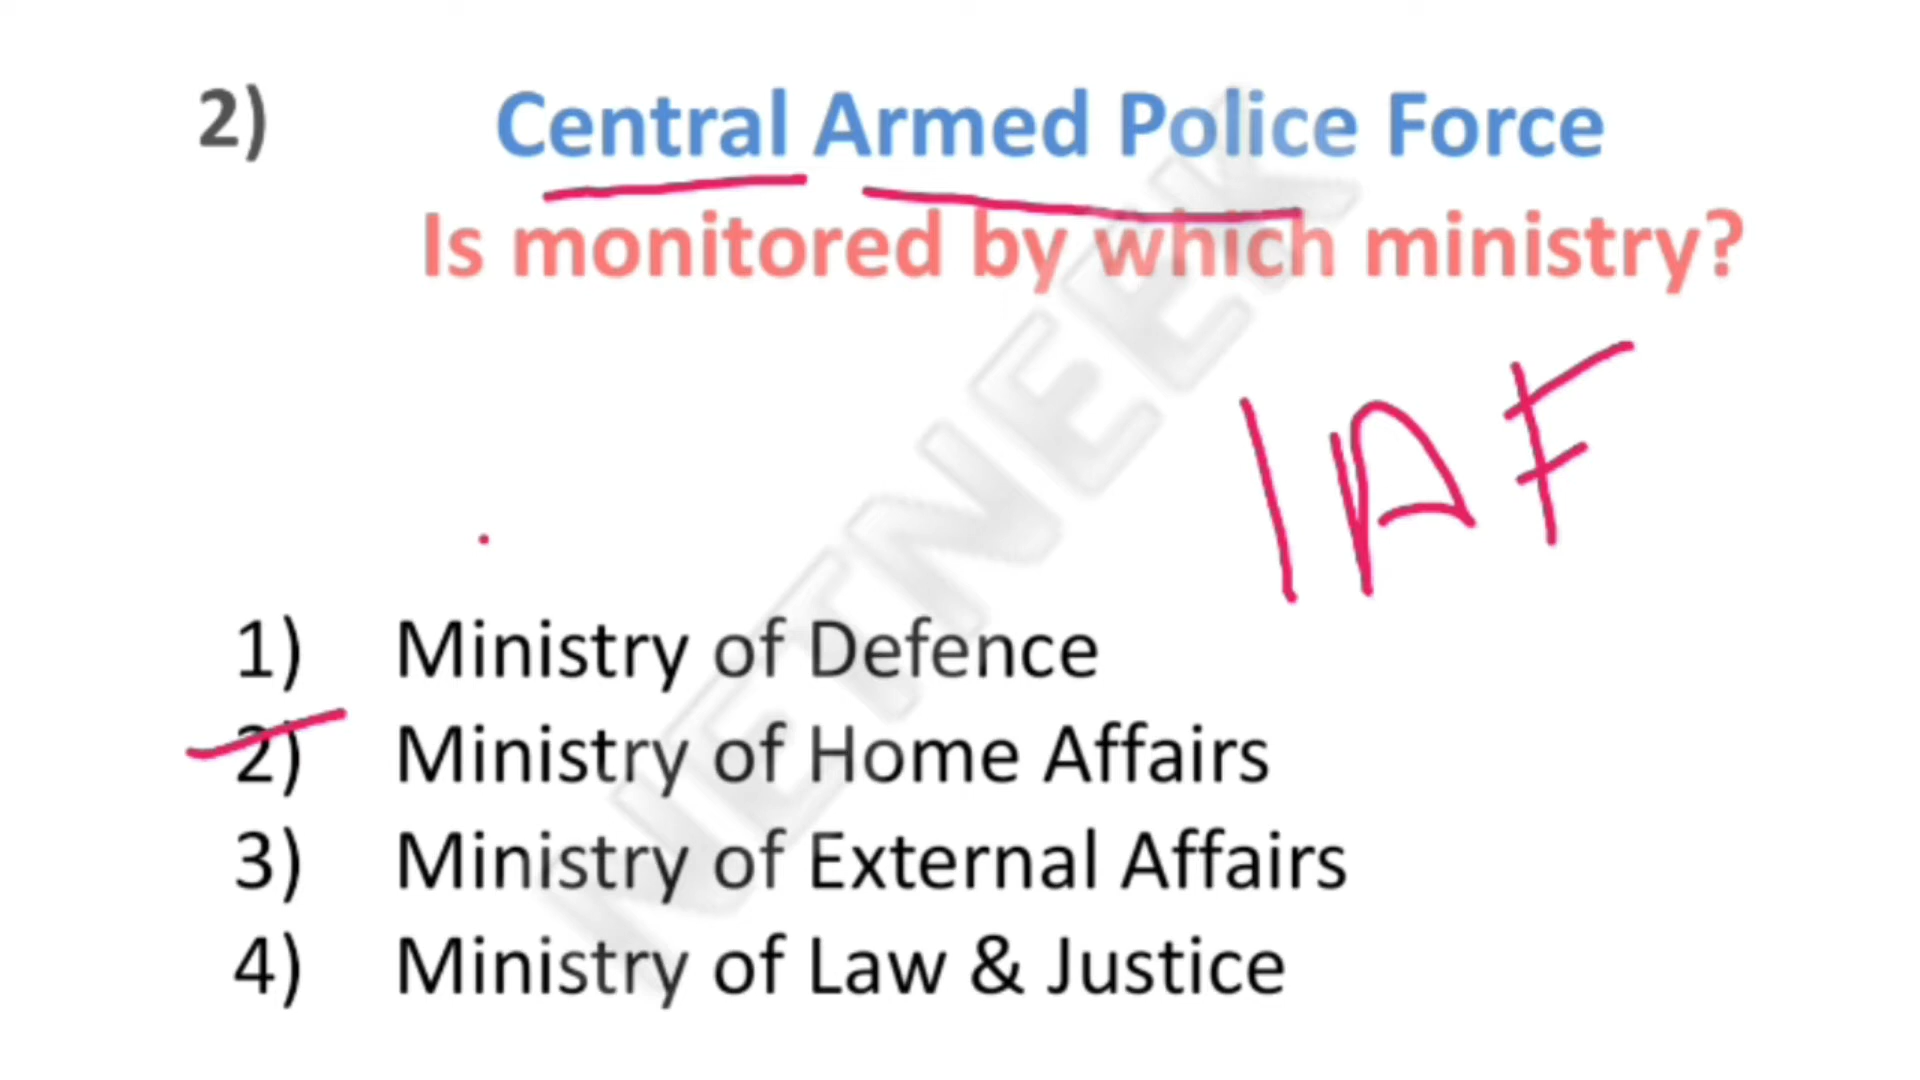 2) Central Armed Police Force
Is monitored by which ministry?
IAF
1) Ministry of Defence
2) Ministry of Home Affairs
3) Ministry of External Affairs
4) Ministry of Law & Justice
NETNEEK